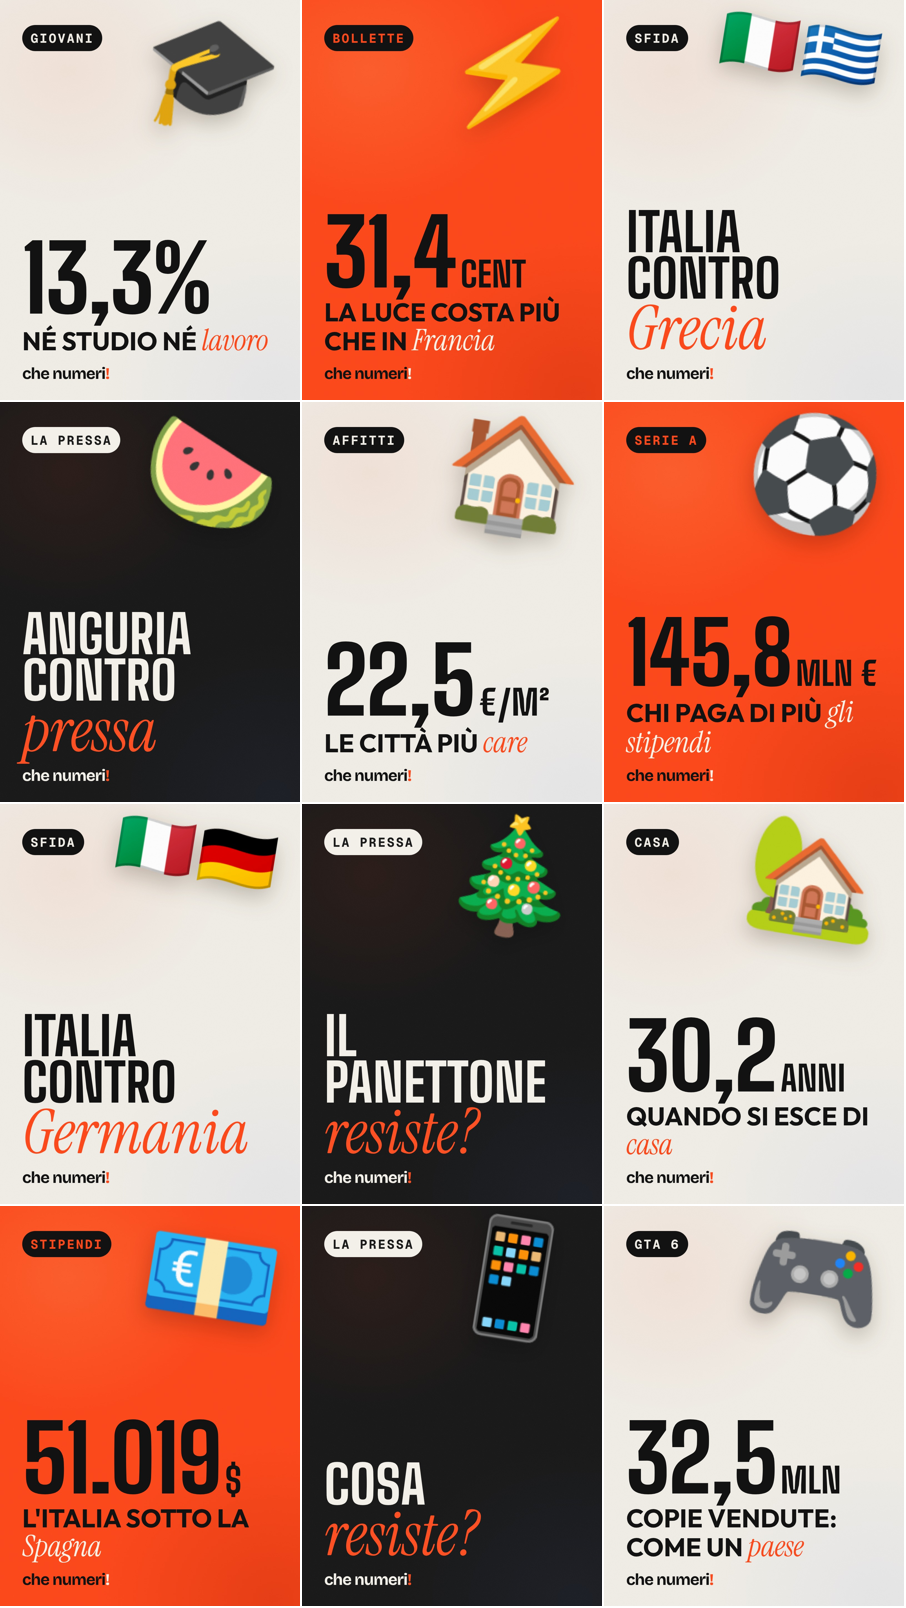 GIOVANI
13,3%
NÉ STUDIO NÉ lavoro
che numeri!
BOLLETTE
31,4 CENT
LA LUCE COSTA PIÙ
CHE IN Francia
che numeri!
SFIDA
ITALIA
CONTRO
Grecia
che numeri!
LA PRESSA
ANGURIA
CONTRO
pressa
che numeri!
AFFITTI
22,5 €/M²
LE CITTÀ PIÙ care
che numeri!
SERIE A
145,8 MLN €
CHI PAGA DI PIÙ gli
stipendi
che numeri!
SFIDA
ITALIA
CONTRO
Germania
che numeri!
LA PRESSA
IL
PANETTONE
resiste?
che numeri!
CASA
30,2 ANNI
QUANDO SI ESCE DI
casa
che numeri!
STIPENDI
€
51.019 $
L'ITALIA SOTTO LA
Spagna
che numeri!
LA PRESSA
COSA
resiste?
che numeri!
GTA 6
32,5 MLN
COPIE VENDUTE:
COME UN paese
che numeri!